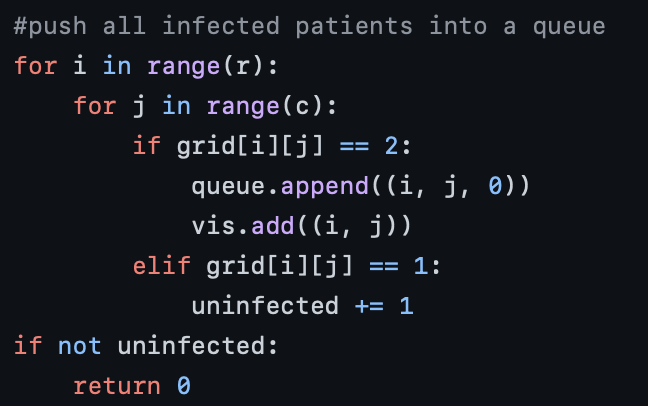 #push all infected patients into a queue
for i in range(r):
    for j in range(c):
        if grid[i][j] == 2:
            queue.append((i, j, 0))
            vis.add((i, j))
        elif grid[i][j] == 1:
            uninfected += 1
if not uninfected:
    return 0